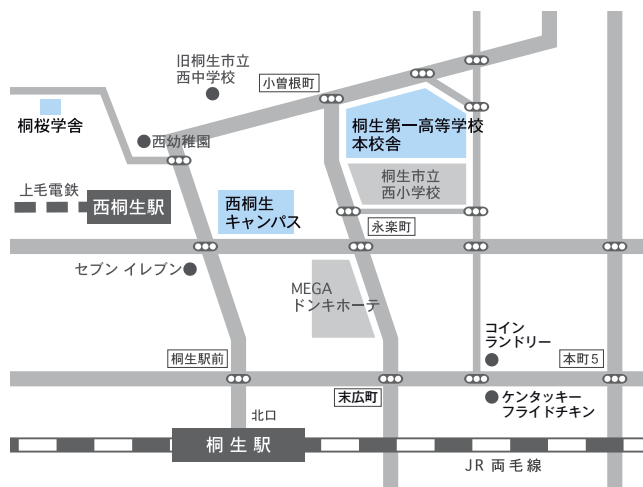 旧桐生市立
西中学校
小曽根町
桐桜学舎
西幼稚園
桐生第一高等学校
本校舎
桐生市立
西小学校
上毛電鉄
西桐生駅
西桐生
キャンパス
永楽町
セブン イレブン
MEGA
ドンキホーテ
コイン
ランドリー
桐生駅前
本町5
末広町
ケンタッキー
フライドチキン
北口
桐生駅
JR 両毛線